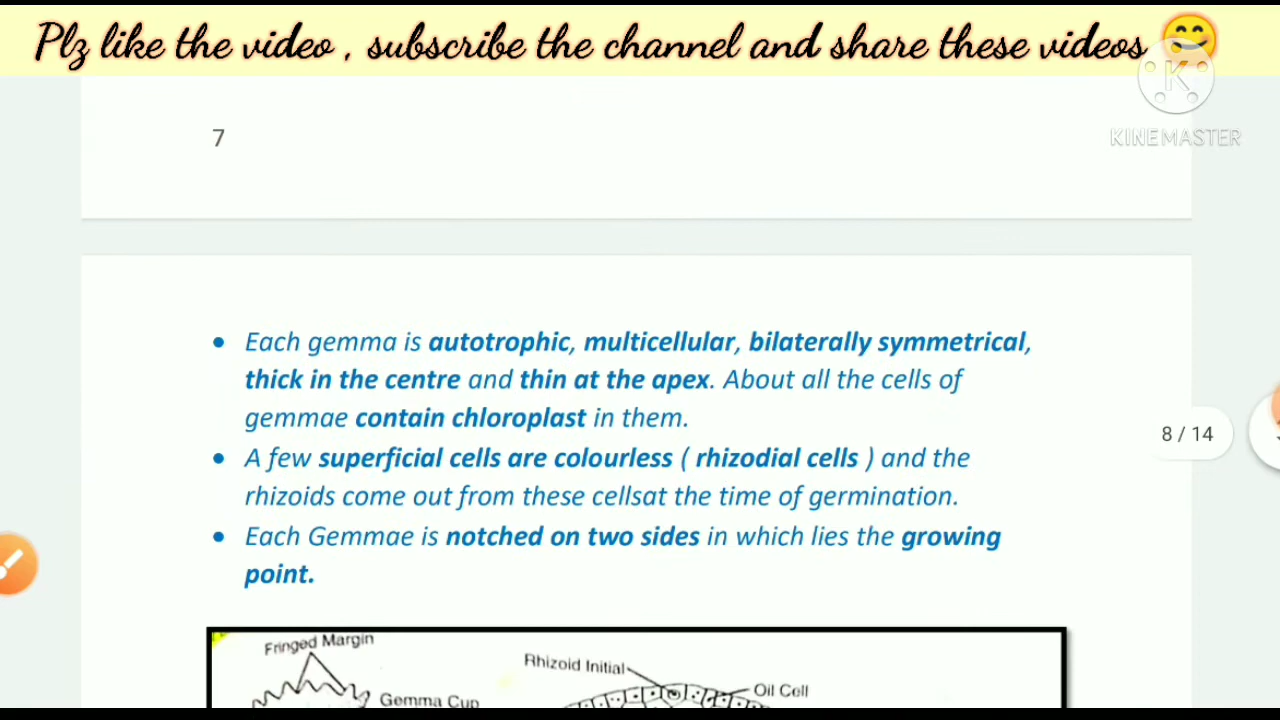 Plz like the video , subscribe the channel and share these videos
KINEMASTER
7
• Each gemma is autotrophic, multicellular, bilaterally symmetrical,
thick in the centre and thin at the apex. About all the cells of
gemmae contain chloroplast in them.
8 / 14
• A few superficial cells are colourless ( rhizodial cells ) and the
rhizoids come out from these cellsat the time of germination.
• Each Gemmae is notched on two sides in which lies the growing
point.
Fringed Margin
Rhizoid Initial
Oil Cell
Gemma Cup